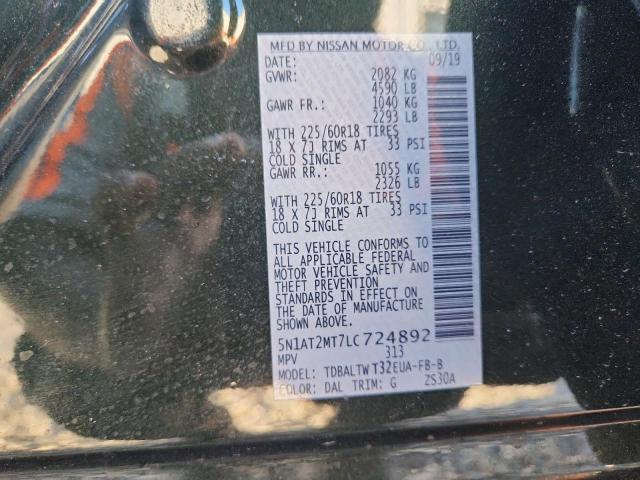 MFD BY NISSAN MOTOR CO., LTD.
DATE: 09/19
GVWR: 2082 KG
4590 LB
GAWR FR.: 1040 KG
2293 LB
WITH 225/60R18 TIRES
18 X 7J RIMS AT 33 PSI
COLD SINGLE
GAWR RR.: 1055 KG
2326 LB
WITH 225/60R18 TIRES
18 X 7J RIMS AT 33 PSI
COLD SINGLE
THIS VEHICLE CONFORMS TO
ALL APPLICABLE FEDERAL
MOTOR VEHICLE SAFETY AND
THEFT PREVENTION
STANDARDS IN EFFECT ON
THE DATE OF MANUFACTURE
SHOWN ABOVE.
5N1AT2MT7LC724892
MPV 313
MODEL: TDBALTW T32EUA-FB-B
COLOR: DAL TRIM: G ZS30A